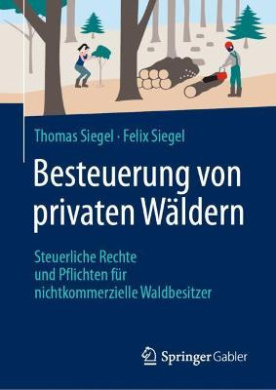 Thomas Siegel · Felix Siegel
Besteuerung von
privaten Wäldern
Steuerliche Rechte
und Pflichten für
nichtkommerzielle Waldbesitzer
Springer Gabler